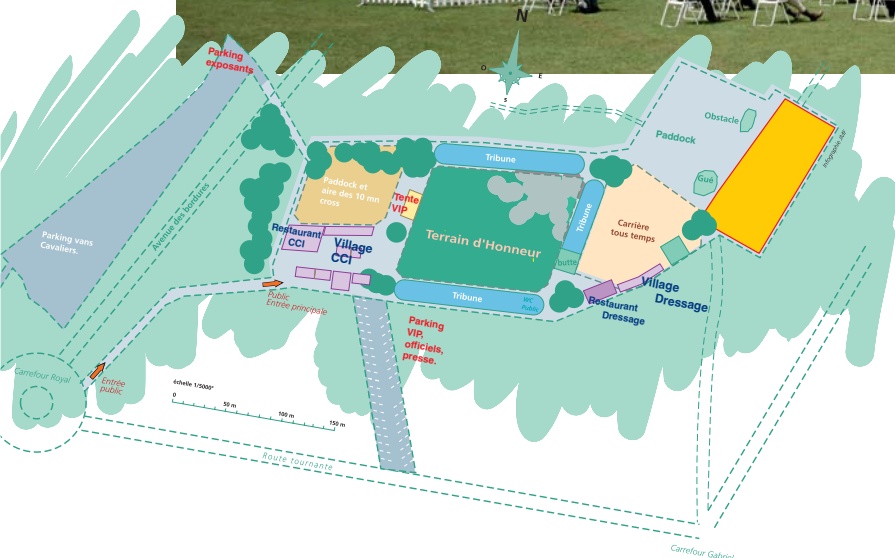 N
O
E
S
Parking
exposants
Obstacle
Paddock
Gué
Infographie JMP
Tribune
Paddock et
aire des 10 mn
cross
Tente
VIP
Tribune
Carrière
tous temps
Avenue des bordures
Parking vans
Cavaliers.
Restaurant
CCI
Village
CCI
Terrain d'Honneur
butte
Village
Dressage
Restaurant
Dressage
Public
Entrée principale
Tribune
WC
Public
Parking
VIP,
officiels,
presse.
Carrefour Royal
Entrée
public
échelle 1/5000°
0
50 m
100 m
150 m
Route tournante
Carrefour Gabriel